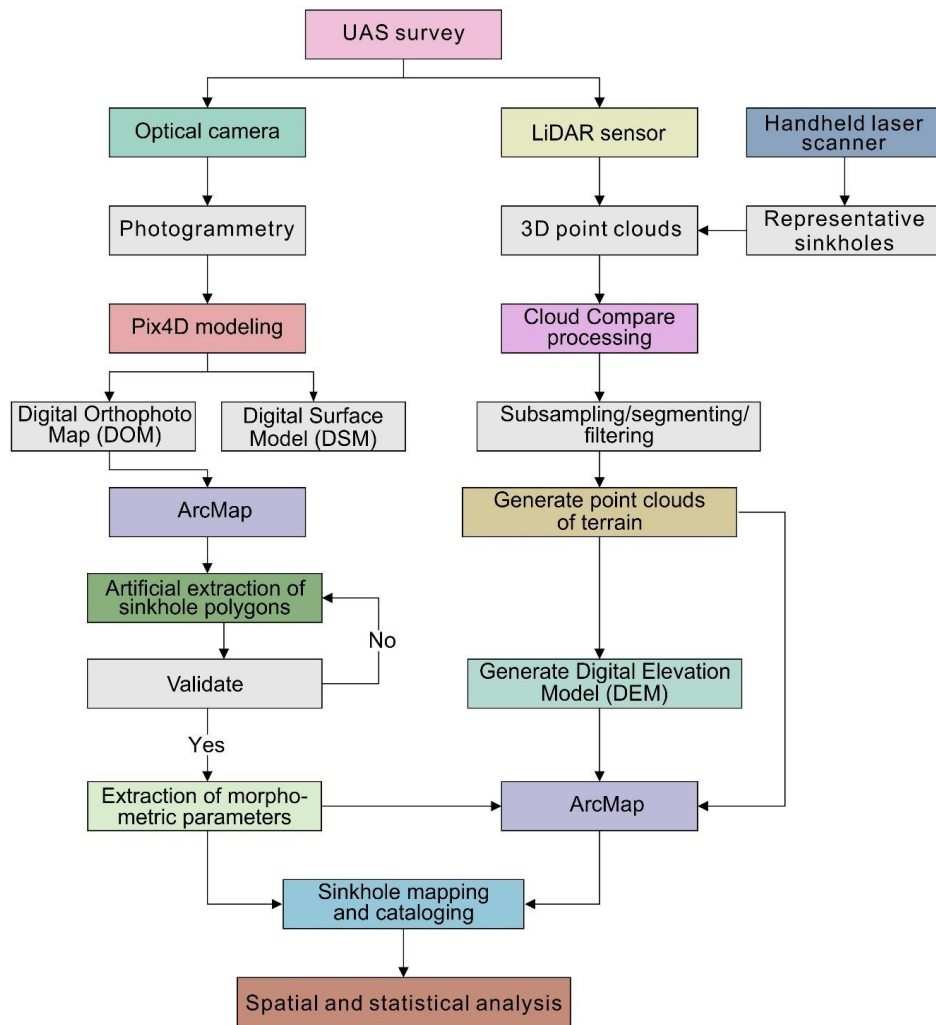 UAS survey
Optical camera
LiDAR sensor
Handheld laser
scanner
Photogrammetry
3D point clouds
Representative
sinkholes
Pix4D modeling
Cloud Compare
processing
Digital Orthophoto
Map (DOM)
Digital Surface
Model (DSM)
Subsampling/segmenting/
filtering
ArcMap
Generate point clouds
of terrain
Artificial extraction of
sinkhole polygons
No
Validate
Generate Digital Elevation
Model (DEM)
Yes
Extraction of morpho-
metric parameters
ArcMap
Sinkhole mapping
and cataloging
Spatial and statistical analysis